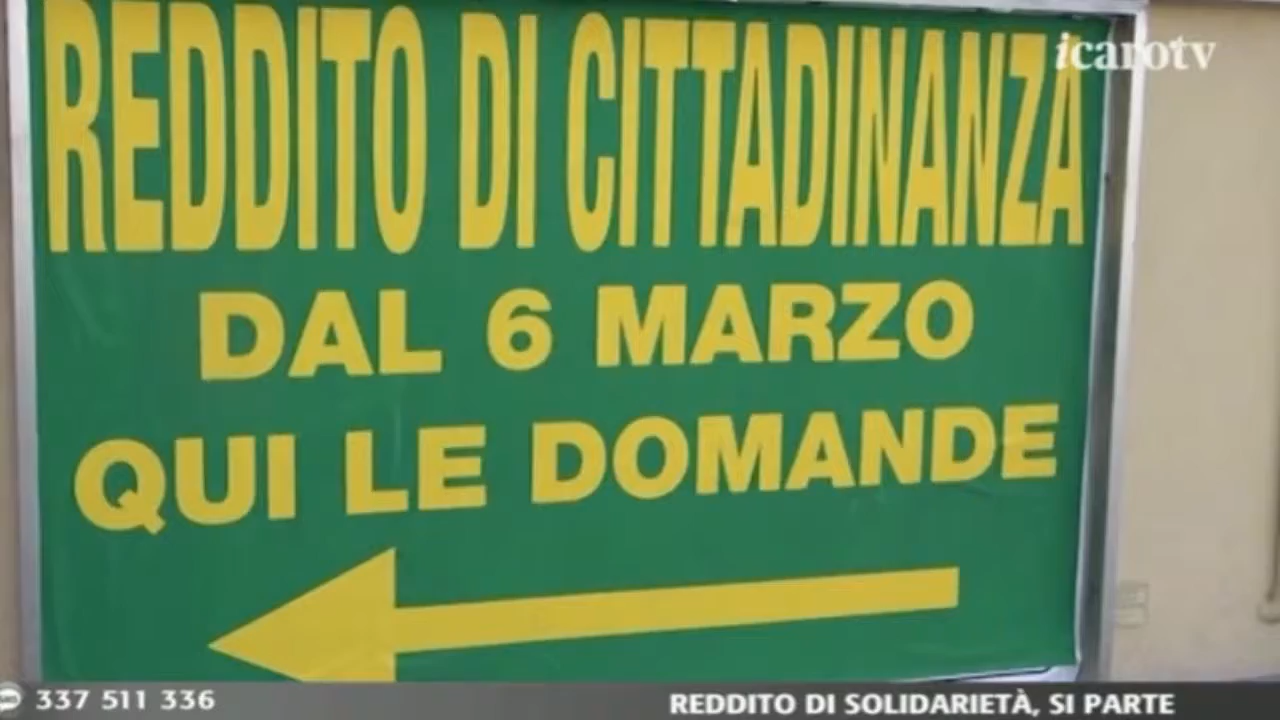 icarotv
REDDITO DI CITTADINANZA
DAL 6 MARZO
QUI LE DOMANDE
337 511 336
REDDITO DI SOLIDARIETÀ, SI PARTE